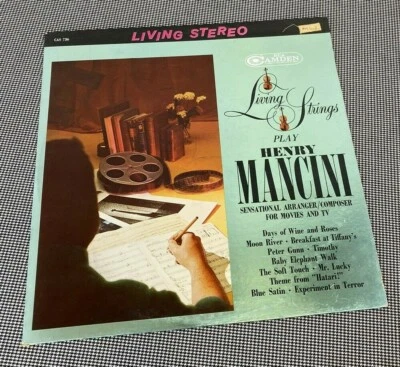 LIVING STEREO
CAMDEN
Living Strings
PLAY
HENRY
MANCINI
SENSATIONAL ARRANGER/COMPOSER
FOR MOVIES AND TV
Days of Wine and Roses
Moon River · Breakfast at Tiffany's
Peter Gunn · Timothy
Baby Elephant Walk
The Soft Touch · Mr. Lucky
Theme from "Hatari!"
Blue Satin · Experiment in Terror